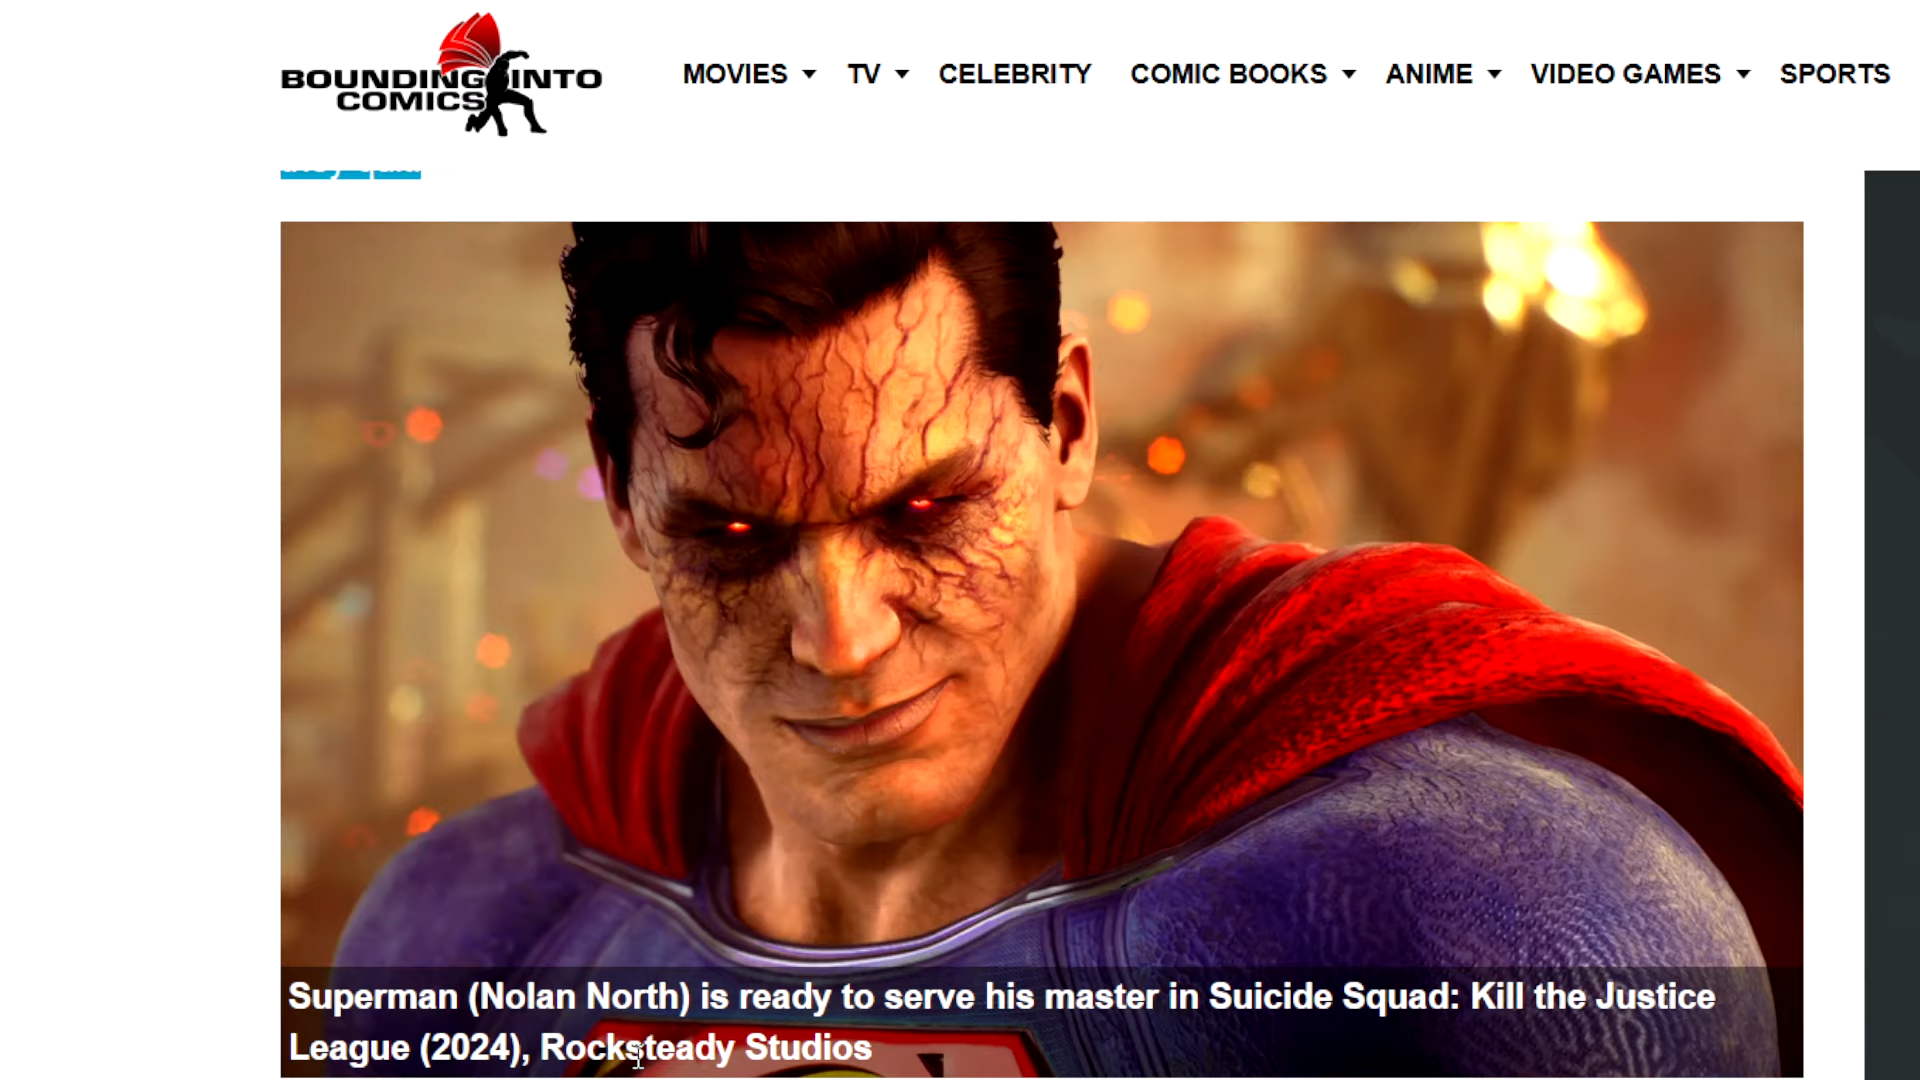 BOUNDING INTO
COMICS
MOVIES TV CELEBRITY COMIC BOOKS ANIME VIDEO GAMES SPORTS
Superman (Nolan North) is ready to serve his master in Suicide Squad: Kill the Justice
League (2024), Rocksteady Studios